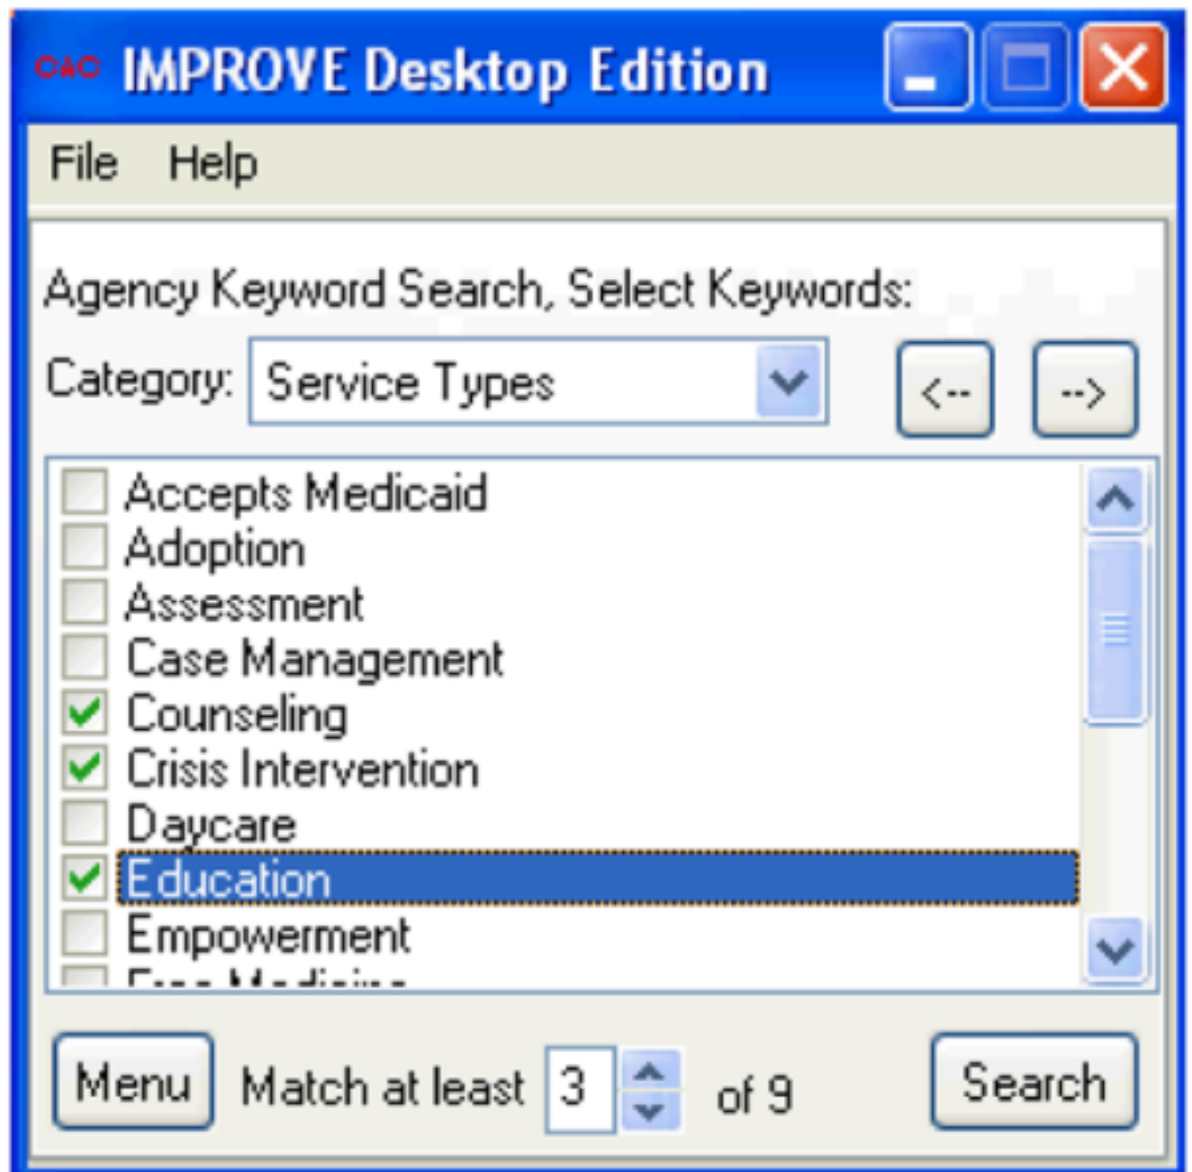 CAC IMPROVE Desktop Edition
File Help
Agency Keyword Search, Select Keywords:
Category: Service Types <-- -->
Accepts Medicaid
Adoption
Assessment
Case Management
Counseling
Crisis Intervention
Daycare
Education
Empowerment
Menu Match at least 3 of 9 Search